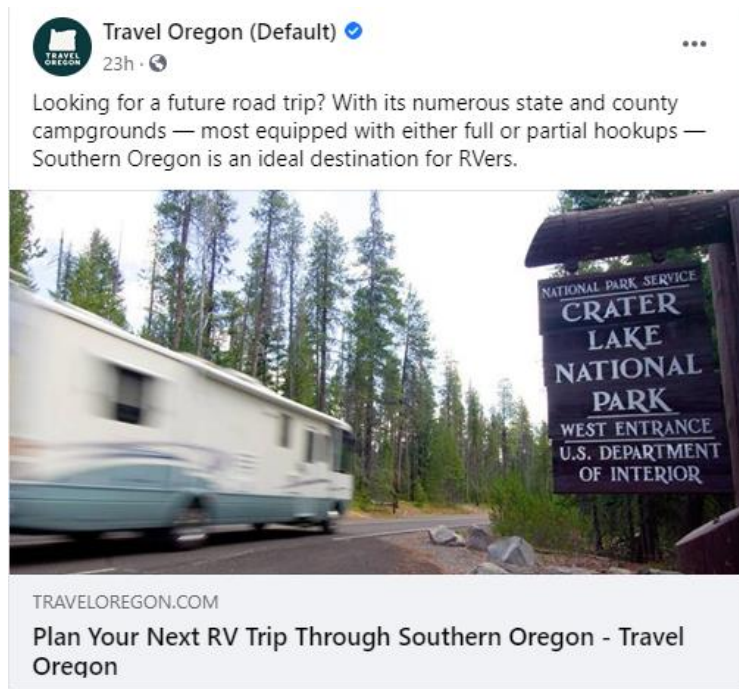 TRAVEL
OREGON
Travel Oregon (Default)
23h ·
Looking for a future road trip? With its numerous state and county
campgrounds — most equipped with either full or partial hookups —
Southern Oregon is an ideal destination for RVers.
NATIONAL PARK SERVICE
CRATER
LAKE
NATIONAL
PARK
WEST ENTRANCE
U.S. DEPARTMENT
OF INTERIOR
TRAVELOREGON.COM
Plan Your Next RV Trip Through Southern Oregon - Travel
Oregon